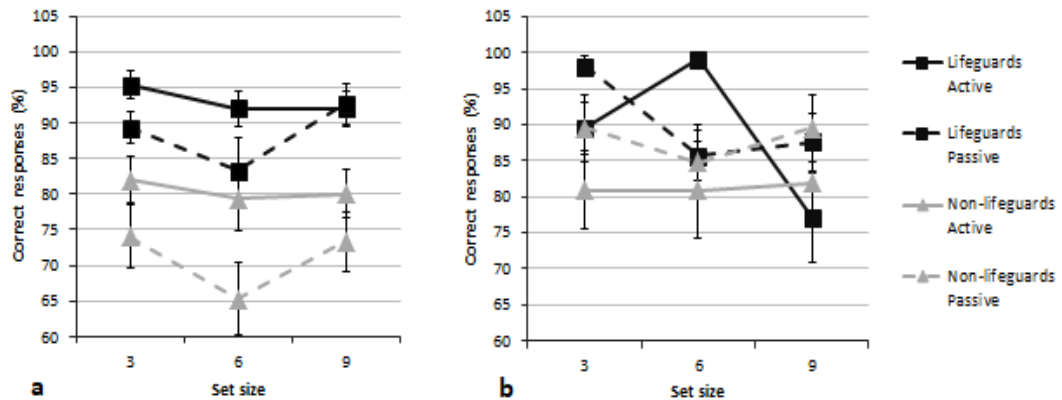 105
100
95
90
85
80
75
70
65
60
Correct responses (%)
3
6
9
Set size
a
105
100
95
90
85
80
75
70
65
60
Correct responses (%)
3
6
9
Set size
b
Lifeguards
Active
Lifeguards
Passive
Non-lifeguards
Active
Non-lifeguards
Passive